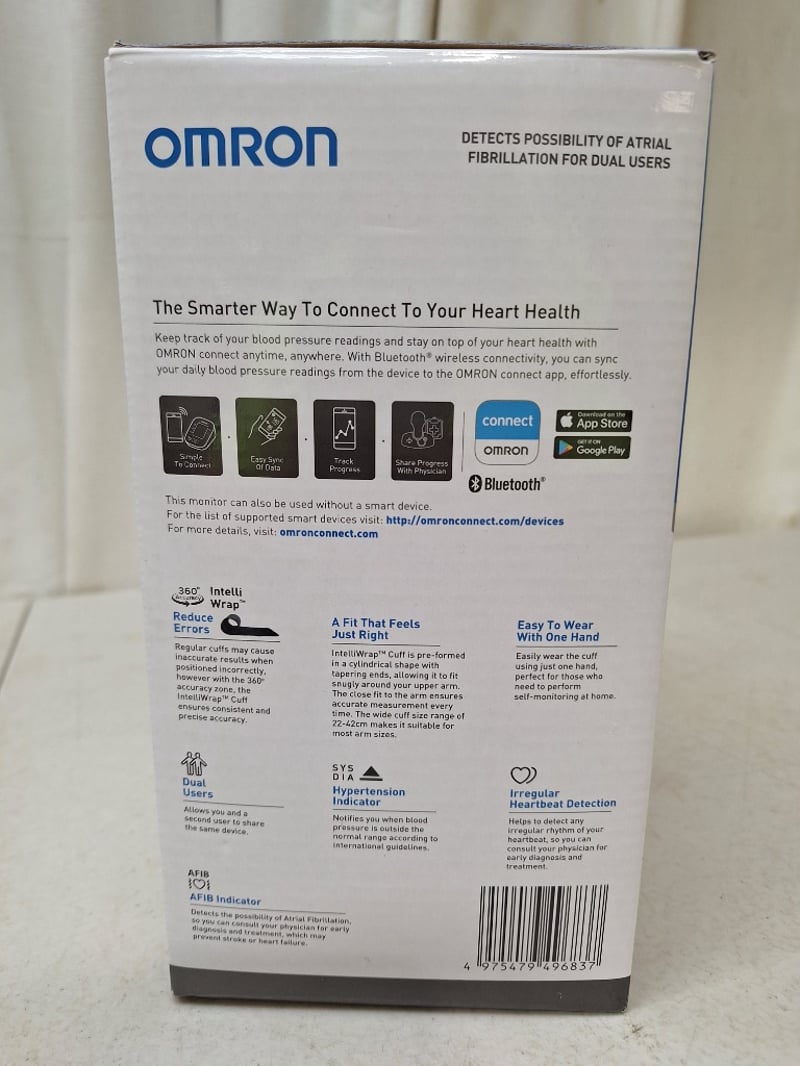 OMRON
DETECTS POSSIBILITY OF ATRIAL
FIBRILLATION FOR DUAL USERS
The Smarter Way To Connect To Your Heart Health
Keep track of your blood pressure readings and stay on top of your heart health with
OMRON connect anytime, anywhere. With Bluetooth® wireless connectivity, you can sync
your daily blood pressure readings from the device to the OMRON connect app, effortlessly.
Simple
To Connect
Easy Sync
Of Data
Track
Progress
Share Progress
With Physician
connect
OMRON
Download on the
App Store
GET IT ON
Google Play
Bluetooth®
This monitor can also be used without a smart device.
For the list of supported smart devices visit: http://omronconnect.com/devices
For more details, visit: omronconnect.com
360°
Accuracy
Intelli
Wrap™
Reduce
Errors
Regular cuffs may cause
inaccurate results when
positioned incorrectly,
however with the 360°
accuracy zone, the
IntelliWrap™ Cuff
ensures consistent and
precise accuracy.
A Fit That Feels
Just Right
IntelliWrap™ Cuff is pre-formed
in a cylindrical shape with
tapering ends, allowing it to fit
snugly around your upper arm.
The close fit to the arm ensures
accurate measurement every
time. The wide cuff size range of
22-42cm makes it suitable for
most arm sizes.
Easy To Wear
With One Hand
Easily wear the cuff
using just one hand,
perfect for those who
need to perform
self-monitoring at home.
Dual
Users
Allows you and a
second user to share
the same device.
SYS
DIA
Hypertension
Indicator
Notifies you when blood
pressure is outside the
normal range according to
international guidelines.
Irregular
Heartbeat Detection
Helps to detect any
irregular rhythm of your
heartbeat, so you can
consult your physician for
early diagnosis and
treatment.
AFIB
AFIB Indicator
Detects the possibility of Atrial Fibrillation,
so you can consult your physician for early
diagnosis and treatment, which may
prevent stroke or heart failure.
4 975479 496837